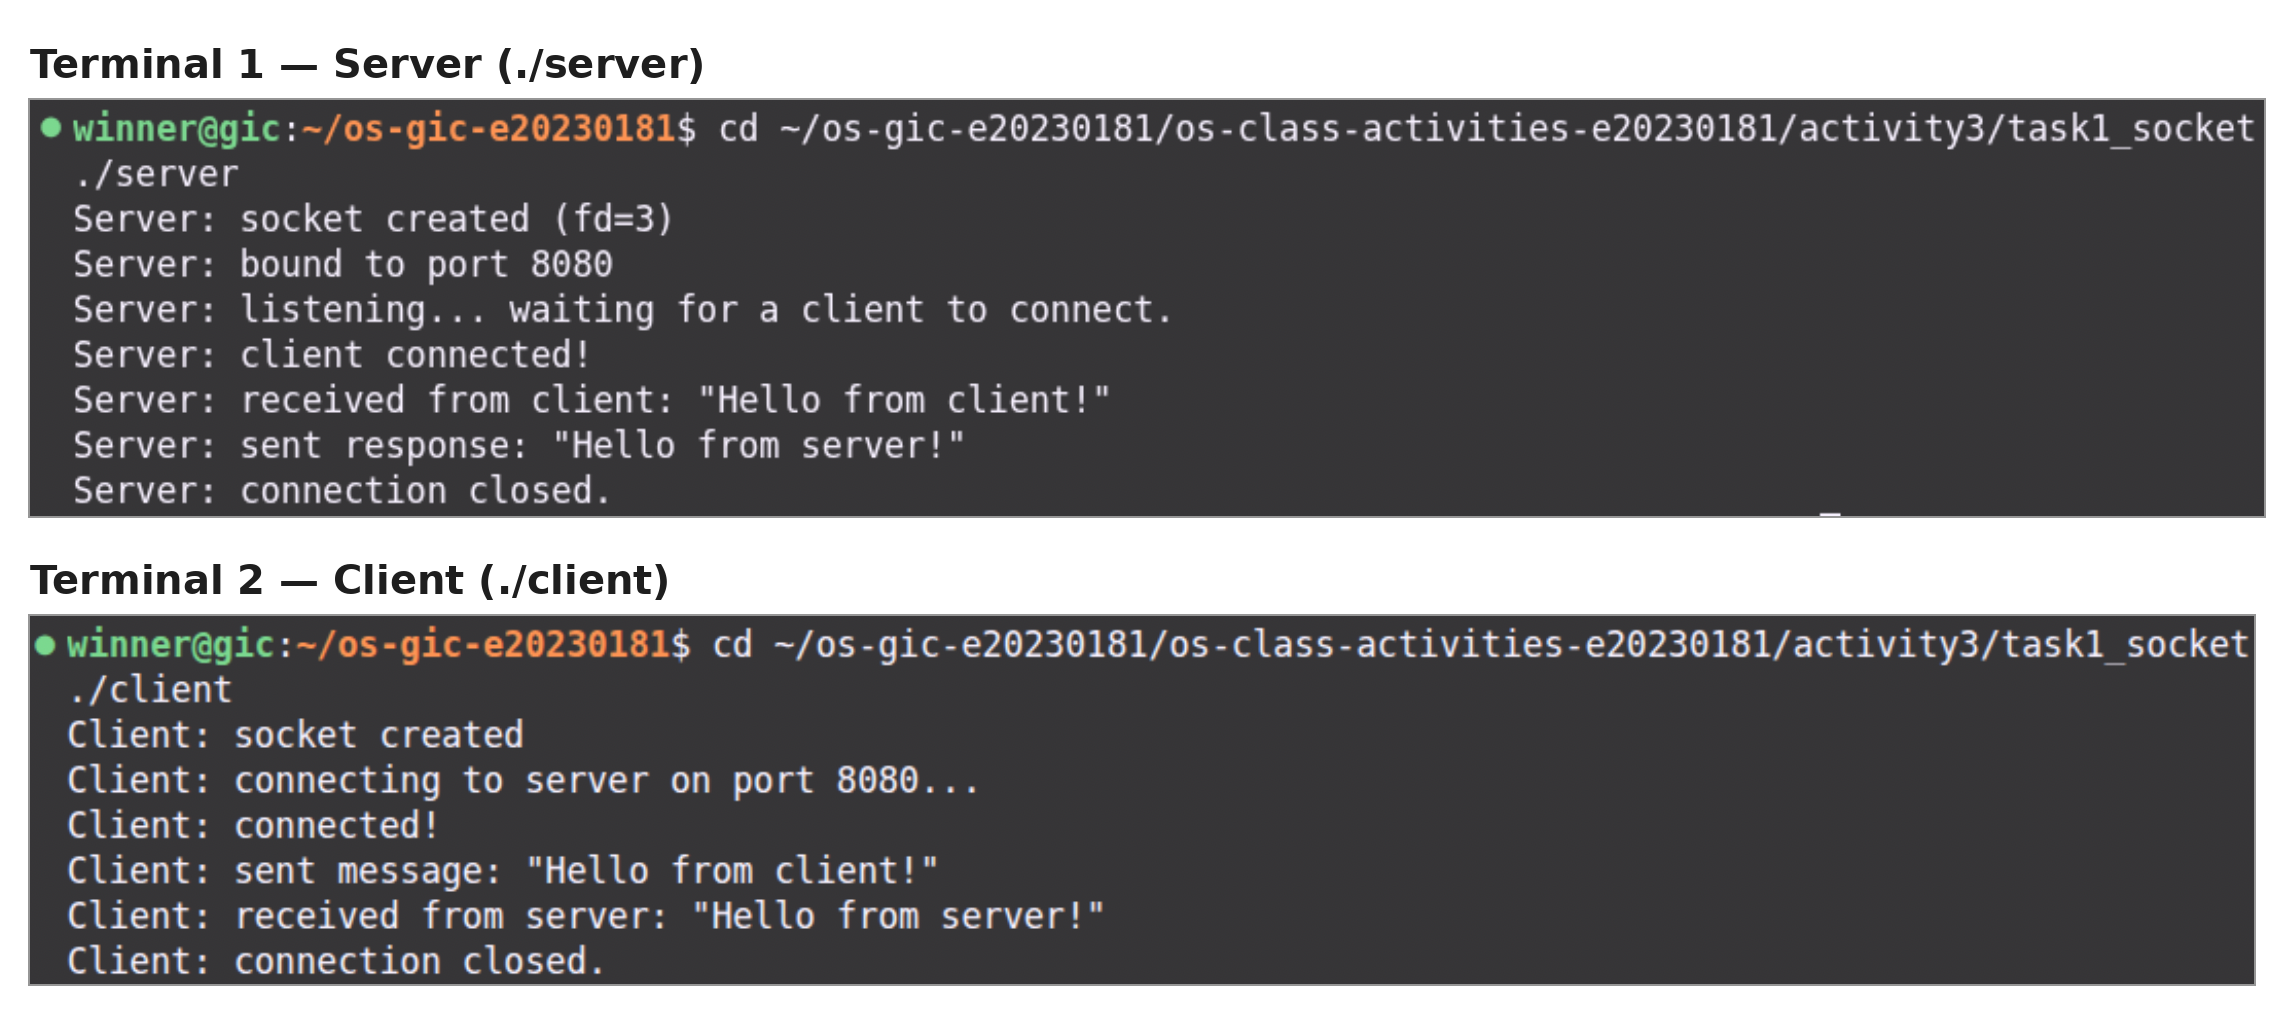 Terminal 1 — Server (./server)
winner@gic:~/os-gic-e20230181$ cd ~/os-gic-e20230181/os-class-activities-e20230181/activity3/task1_socket
./server
Server: socket created (fd=3)
Server: bound to port 8080
Server: listening... waiting for a client to connect.
Server: client connected!
Server: received from client: "Hello from client!"
Server: sent response: "Hello from server!"
Server: connection closed.
Terminal 2 — Client (./client)
winner@gic:~/os-gic-e20230181$ cd ~/os-gic-e20230181/os-class-activities-e20230181/activity3/task1_socket
./client
Client: socket created
Client: connecting to server on port 8080...
Client: connected!
Client: sent message: "Hello from client!"
Client: received from server: "Hello from server!"
Client: connection closed.